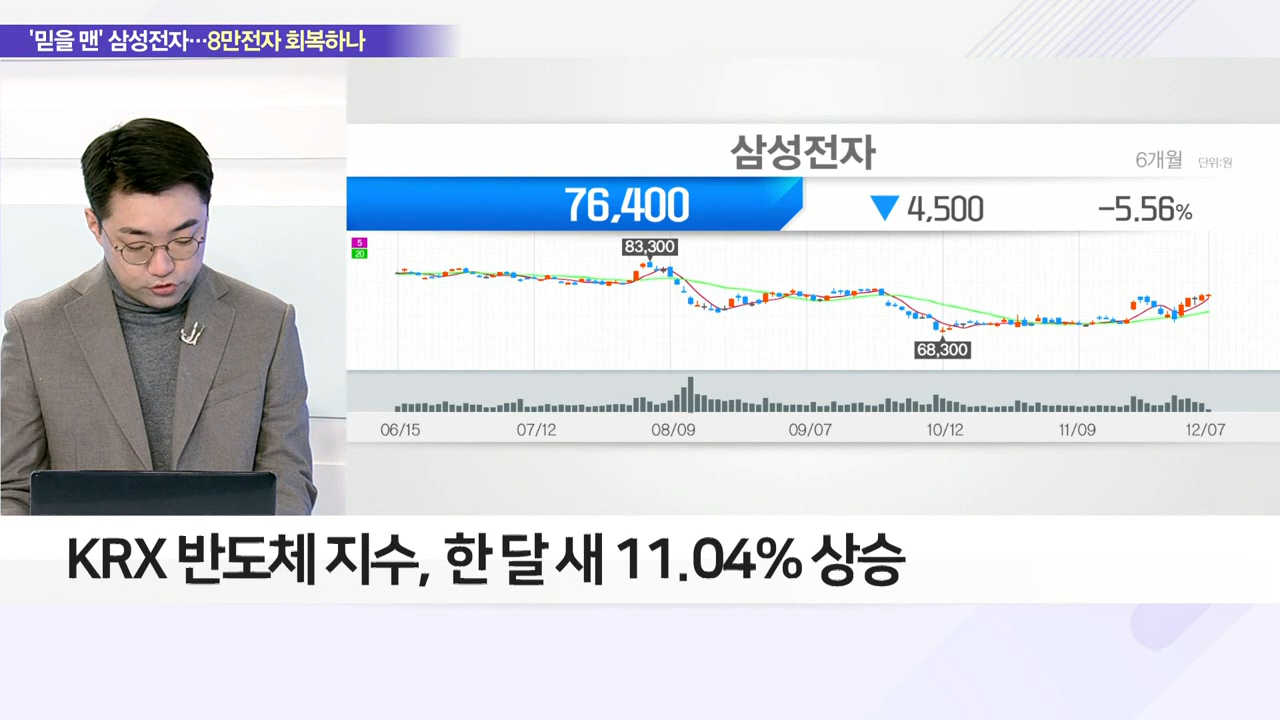 '믿을 맨' 삼성전자…8만전자 회복하나
삼성전자
6개월 단위:원
76,400 ▼4,500 -5.56%
5
20
83,300
68,300
06/15 07/12 08/09 09/07 10/12 11/09 12/07
KRX 반도체 지수, 한 달 새 11.04% 상승